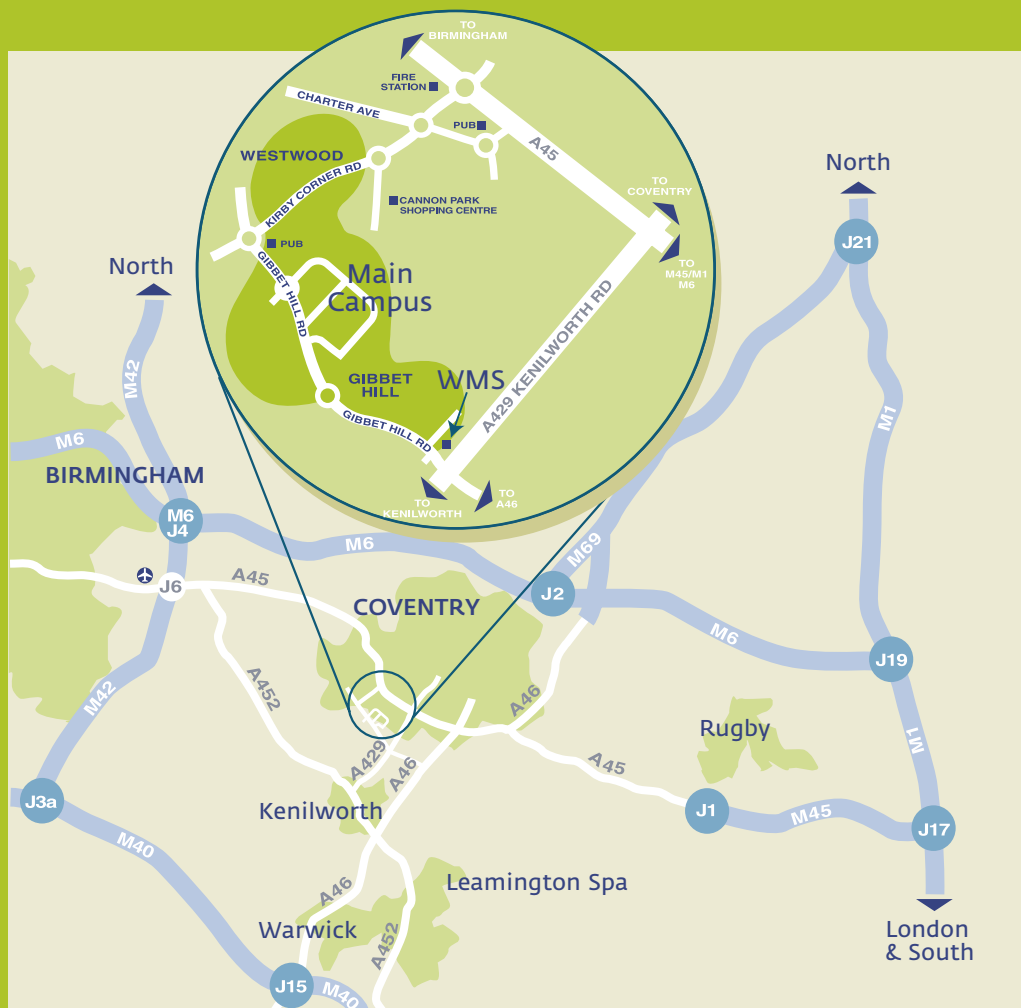 TO
BIRMINGHAM
FIRE
STATION
CHARTER AVE
PUB
A45
WESTWOOD
KIRBY CORNER RD
CANNON PARK
SHOPPING CENTRE
TO
COVENTRY
PUB
TO
M45/M1
M6
GIBBET HILL RD
Main
Campus
A429 KENILWORTH RD
GIBBET
HILL
WMS
GIBBET HILL RD
TO
KENILWORTH
TO
A46
North
North
J21
M42
M1
M6
BIRMINGHAM
M6
J4
M6
M69
J6
A45
J2
COVENTRY
M6
J19
A452
M42
A46
Rugby
M1
A429
A46
A45
J3a
Kenilworth
J1
M45
J17
M40
A46
Leamington Spa
Warwick
A452
London
& South
J15
M40